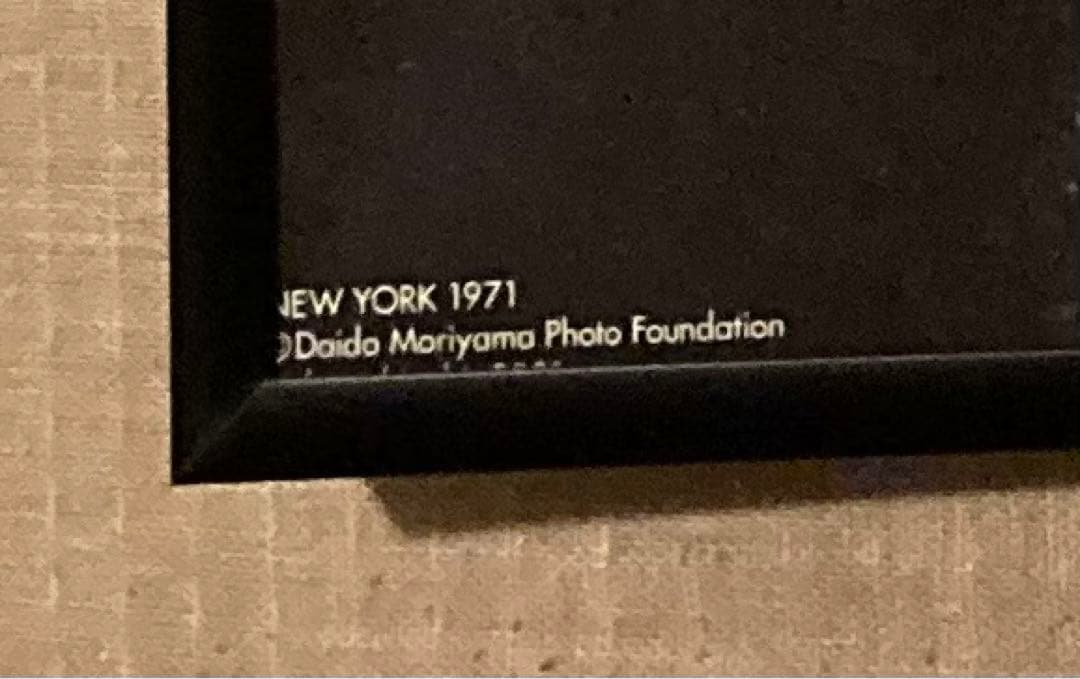 NEW YORK 1971
©Daido Moriyama Photo Foundation